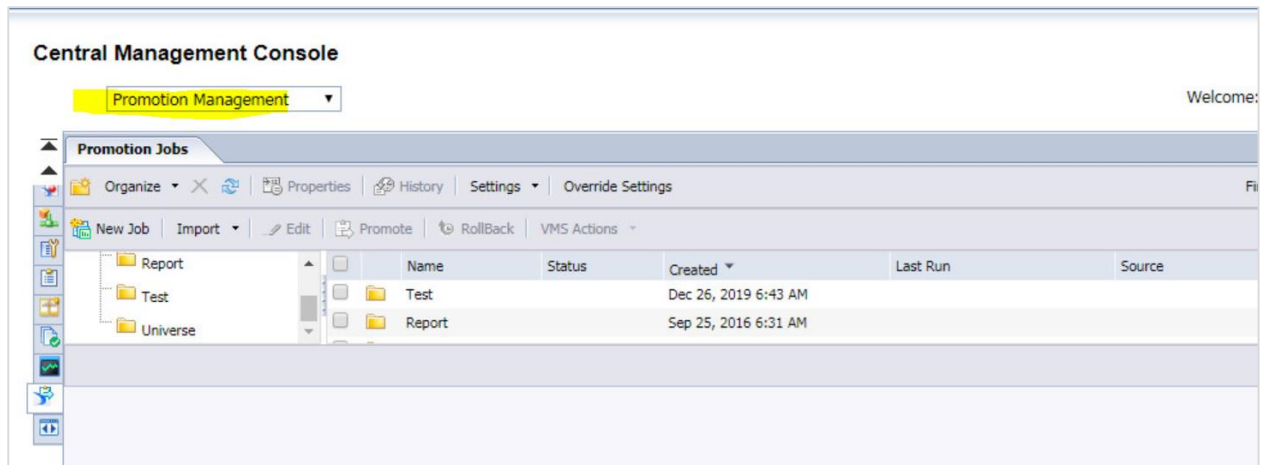 Central Management Console
Promotion Management
Welcome:
Promotion Jobs
Organize Properties History Settings Override Settings
New Job Import Edit Promote RollBack VMS Actions
Report Name Status Created Last Run Source
Test Test Dec 26, 2019 6:43 AM
Universe Report Sep 25, 2016 6:31 AM